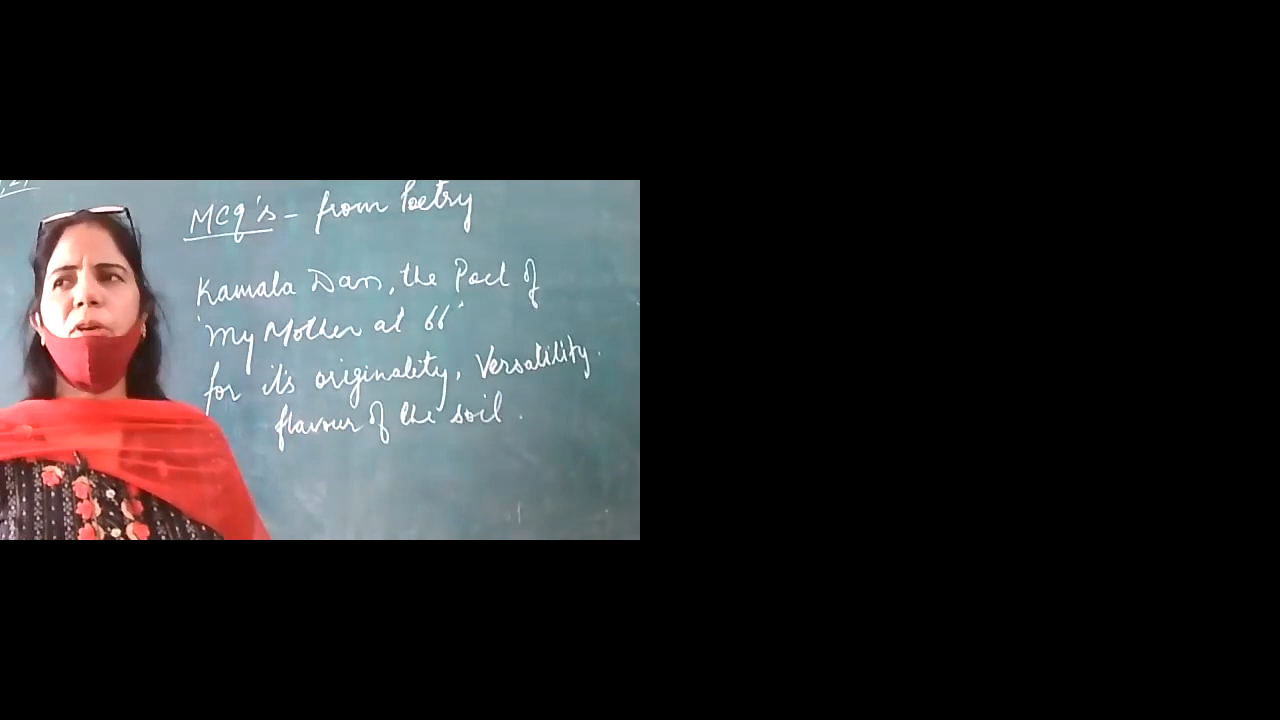 MCQ's - from Poetry
Kamala Das, the Poet of
'My Mother at 66'
for it's originality, Versatility.
flavour of the soil.